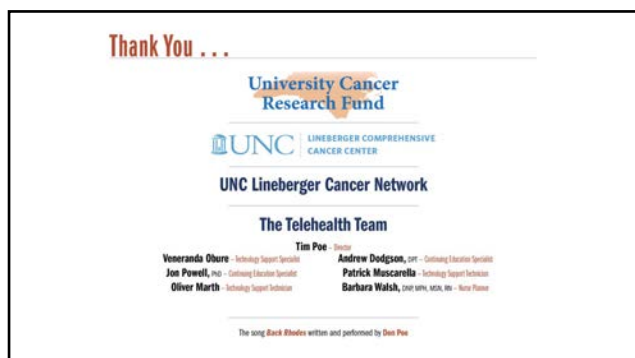 Thank You . . .
University Cancer
Research Fund
UNC LINEBERGER COMPREHENSIVE
CANCER CENTER
UNC Lineberger Cancer Network
The Telehealth Team
Tim Poe – Director
Veneranda Obure – Technology Support Specialist
Andrew Dodgson, DPT – Continuing Education Specialist
Jon Powell, PhD – Continuing Education Specialist
Patrick Muscarella – Technology Support Technician
Oliver Marth – Technology Support Technician
Barbara Walsh, DNP, MPH, MSN, RN – Nurse Planner
The song Back Rhodes written and performed by Don Poe